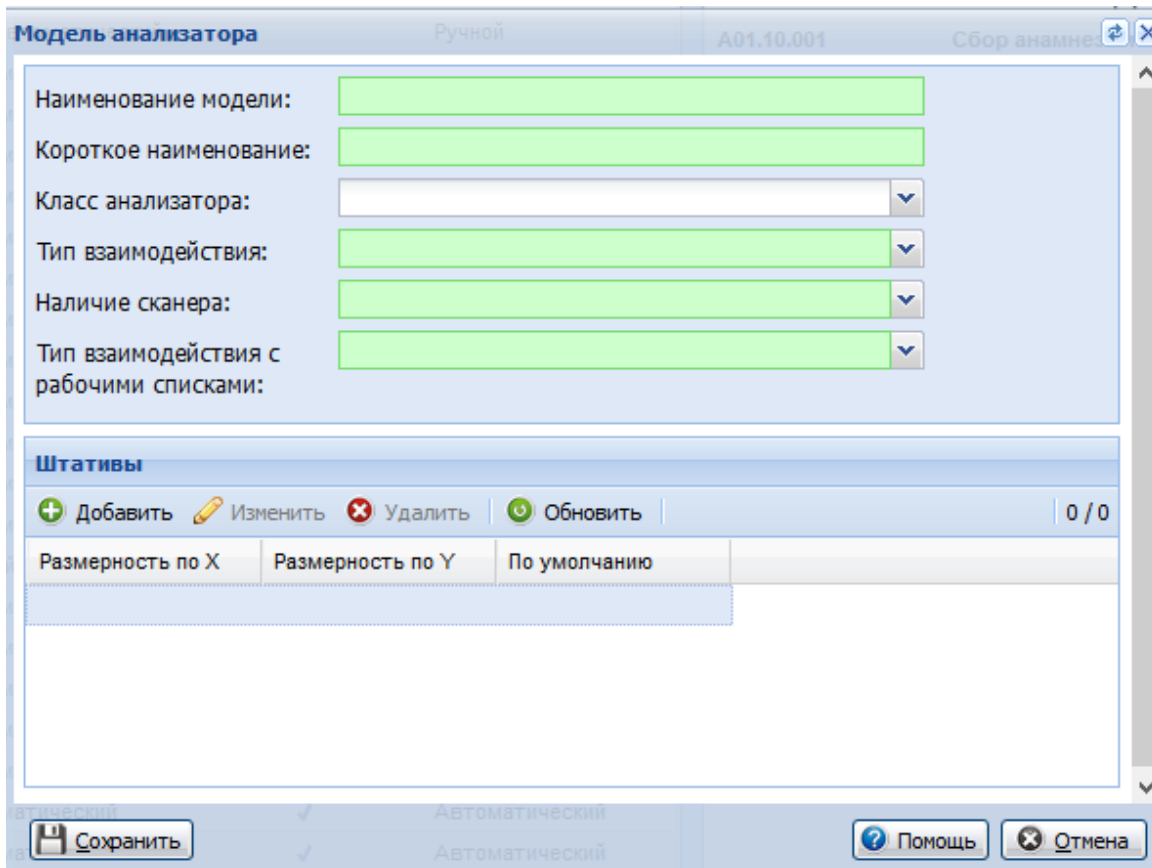 Модель анализатора
Ручной
A01.10.001
Сбор анамнез
Наименование модели:
Короткое наименование:
Класс анализатора:
Тип взаимодействия:
Наличие сканера:
Тип взаимодействия с
рабочими списками:
Штативы
Добавить Изменить Удалить Обновить 0 / 0
Размерность по X Размерность по Y По умолчанию
матический Автоматический
Сохранить Помощь Отмена
Автоматический